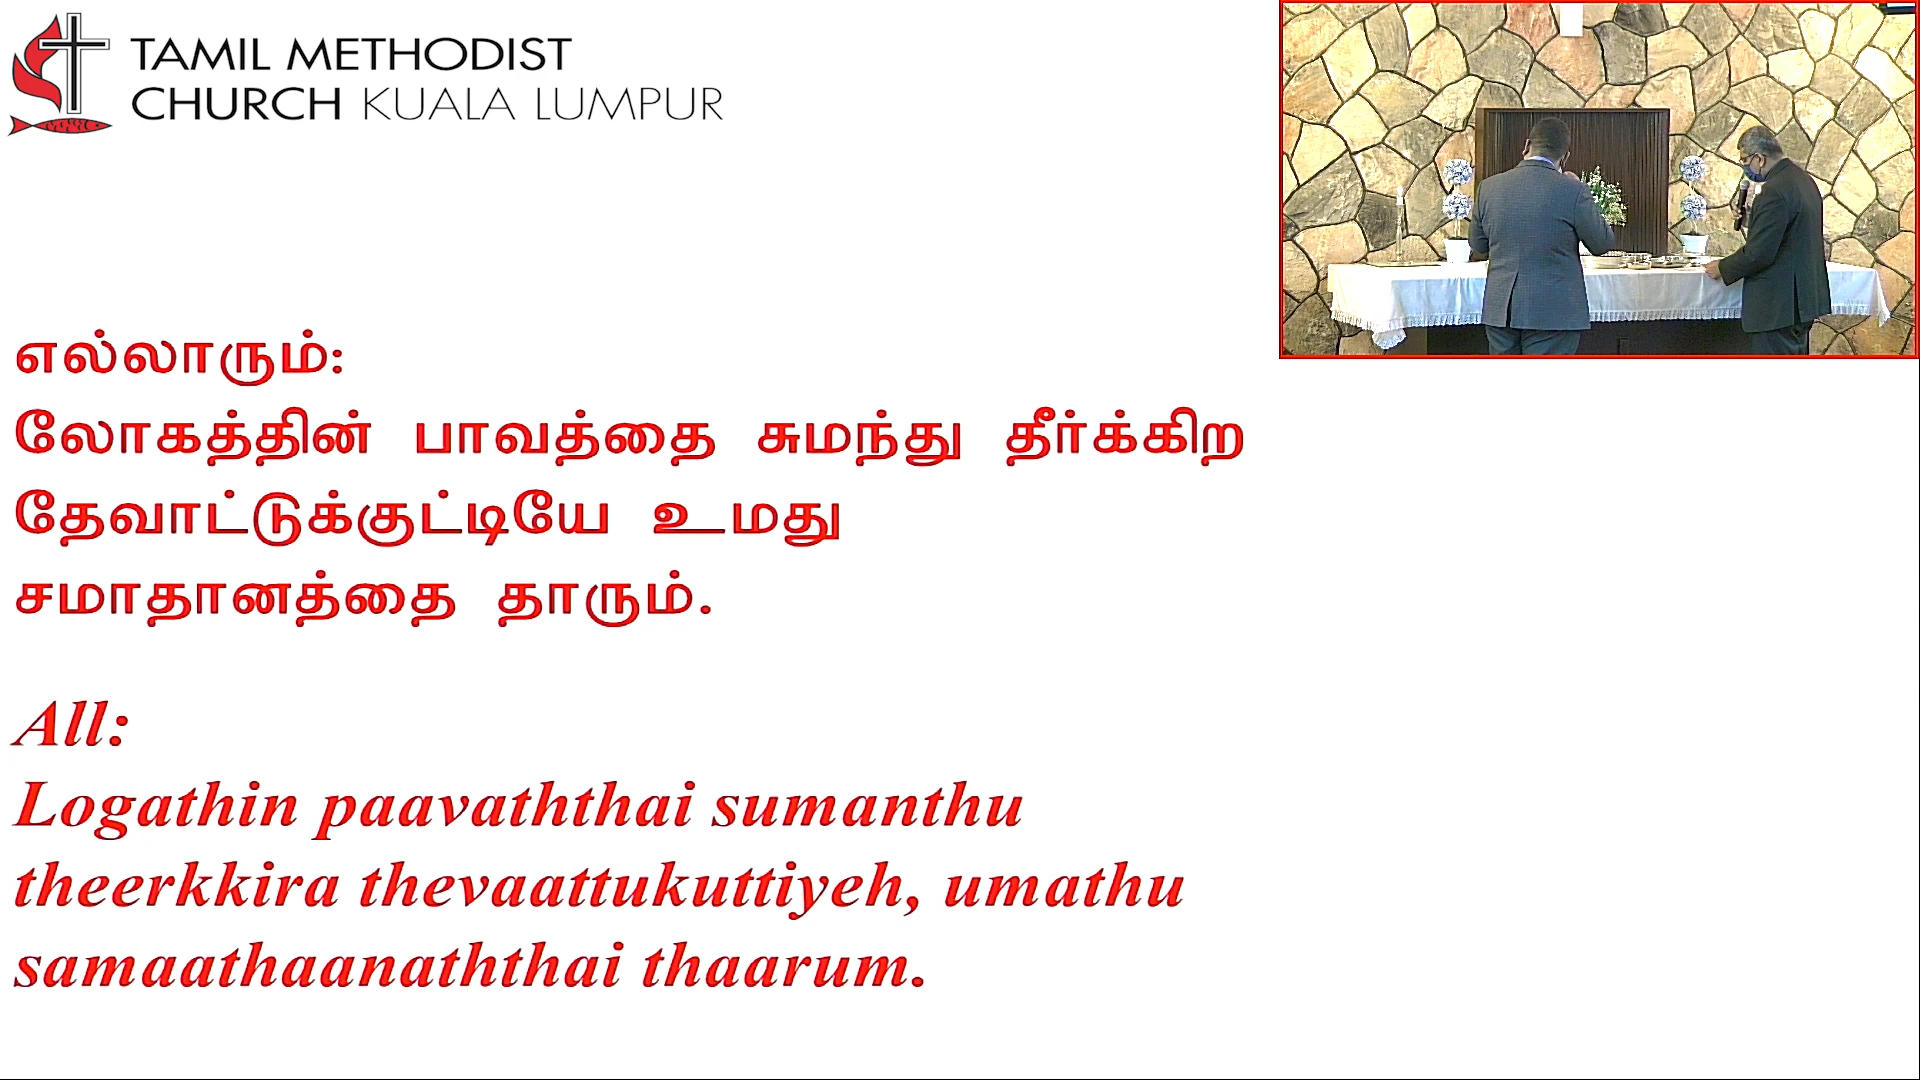 TAMIL METHODIST
CHURCH KUALA LUMPUR
எல்லாரும்:
லோகத்தின் பாவத்தை சுமந்து தீர்க்கிற
தேவாட்டுக்குட்டியே உமது
சமாதானத்தை தாரும்.
All:
Logathin paavaththai sumanthu
theerkkira thevaattukuttiyeh, umathu
samaathaanaththai thaarum.